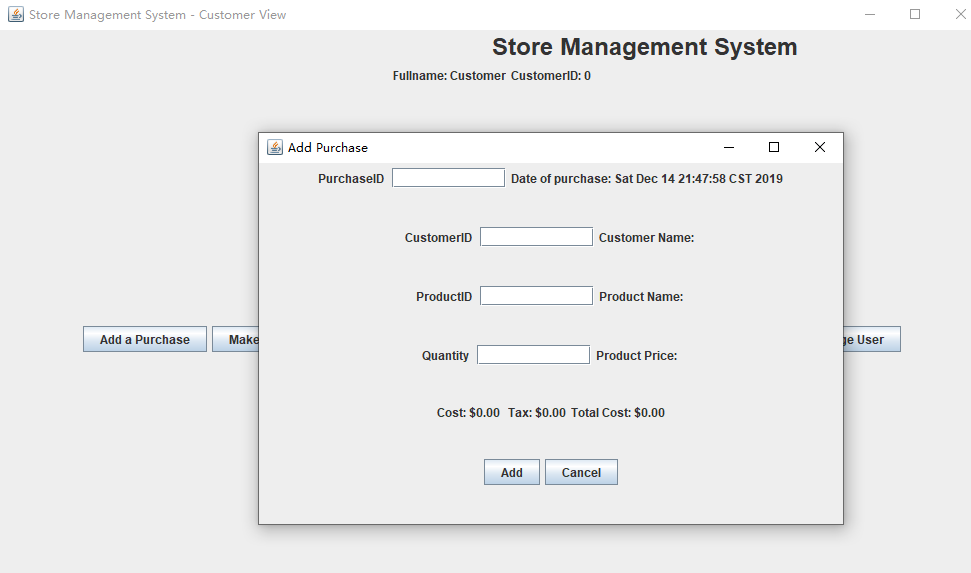 Store Management System - Customer View
Store Management System
Fullname: Customer CustomerID: 0
Add Purchase
PurchaseID Date of purchase: Sat Dec 14 21:47:58 CST 2019
CustomerID Customer Name:
ProductID Product Name:
Add a Purchase Make ge User
Quantity Product Price:
Cost: $0.00 Tax: $0.00 Total Cost: $0.00
Add Cancel